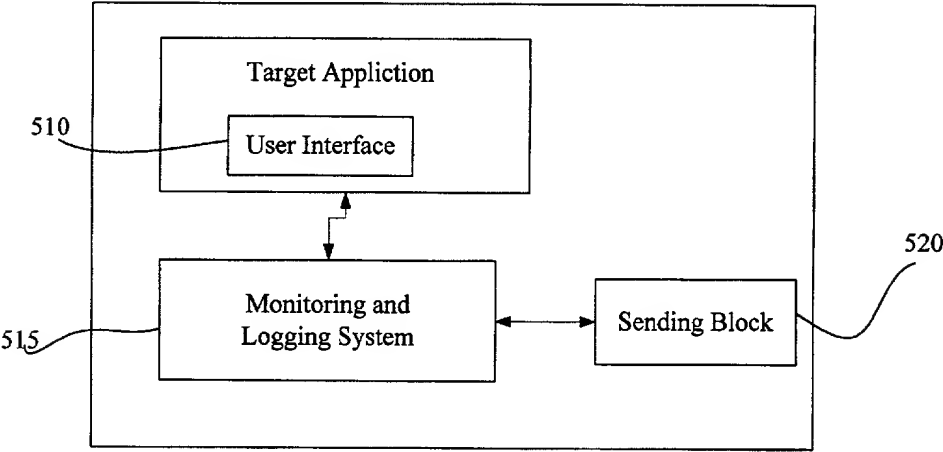 Target Appliction
510
User Interface
520
Monitoring and
Logging System
Sending Block
515